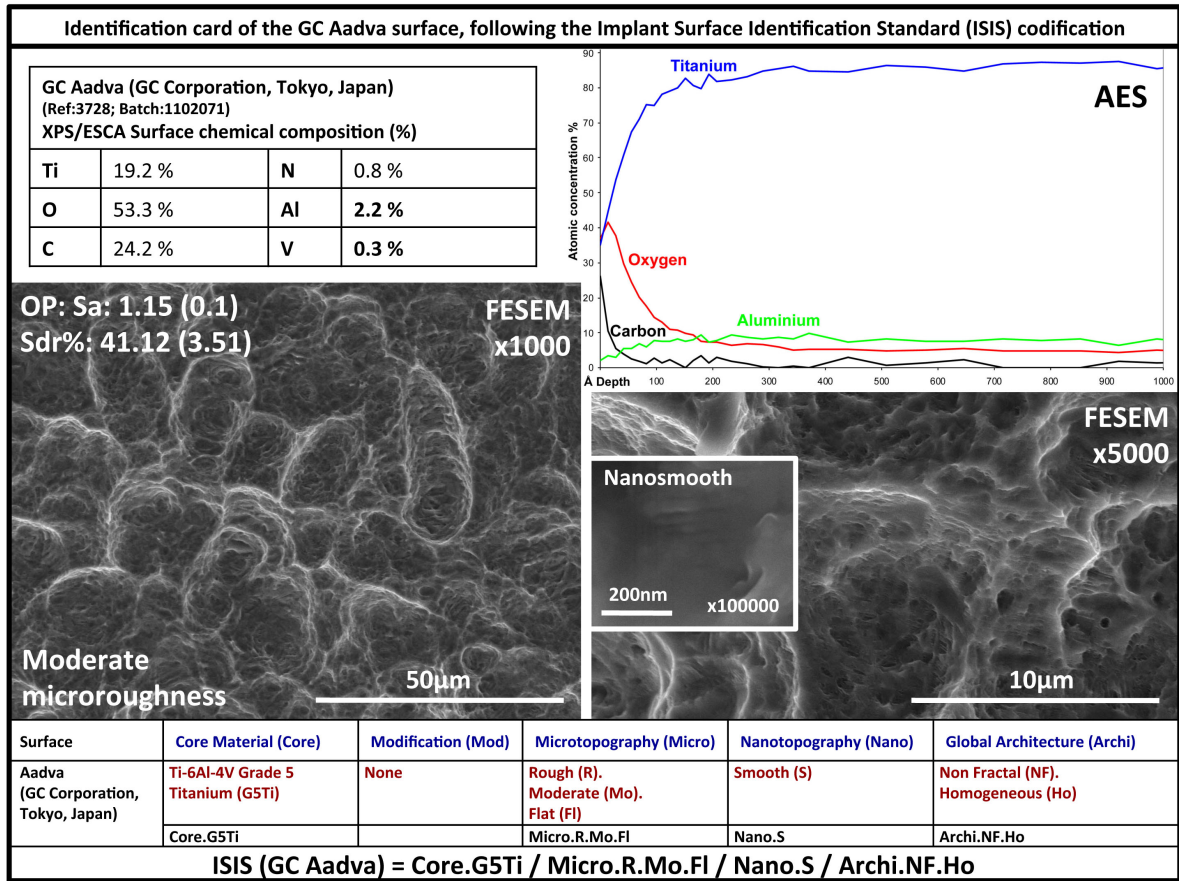 Identification card of the GC Aadva surface, following the Implant Surface Identification Standard (ISIS) codification
GC Aadva (GC Corporation, Tokyo, Japan)
(Ref:3728; Batch:1102071)
XPS/ESCA Surface chemical composition (%)
Ti 19.2 % N 0.8 %
O 53.3 % Al 2.2 %
C 24.2 % V 0.3 %
90
80
70
60
50
40
30
20
10
0
Atomic concentration %
Titanium
AES
Oxygen
Carbon
Aluminium
Å Depth 100 200 300 400 500 600 700 800 900 1000
OP: Sa: 1.15 (0.1)
Sdr%: 41.12 (3.51)
FESEM
x1000
Moderate
microroughness
50µm
FESEM
x5000
Nanosmooth
200nm
x100000
10µm
Surface Core Material (Core) Modification (Mod) Microtopography (Micro) Nanotopography (Nano) Global Architecture (Archi)
Aadva Ti-6Al-4V Grade 5 None Rough (R). Smooth (S) Non Fractal (NF).
(GC Corporation, Titanium (G5Ti) Moderate (Mo). Homogeneous (Ho)
Tokyo, Japan) Flat (Fl)
Core.G5Ti Micro.R.Mo.Fl Nano.S Archi.NF.Ho
ISIS (GC Aadva) = Core.G5Ti / Micro.R.Mo.Fl / Nano.S / Archi.NF.Ho